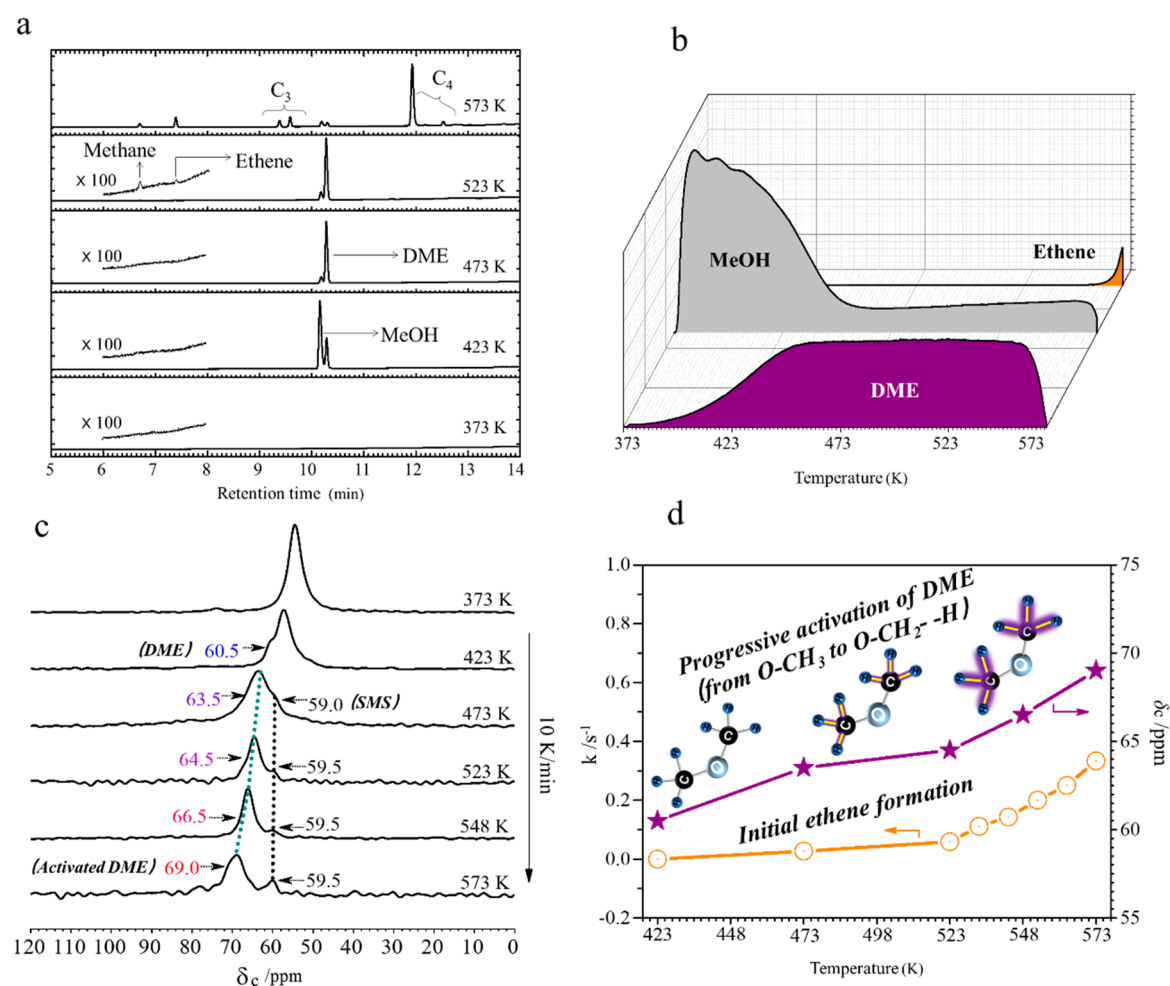 a
C3
C4
573 K
Methane
Ethene
× 100
523 K
× 100
DME
473 K
× 100
MeOH
423 K
× 100
373 K
5 6 7 8 9 10 11 12 13 14
Retention time (min)
b
MeOH
Ethene
DME
373 423 473 523 573
Temperature (K)
c
373 K
(DME) 60.5
423 K
63.5 59.0 (SMS)
473 K
64.5 59.5
523 K
66.5 59.5
548 K
(Activated DME) 69.0 59.5
573 K
10 K/min
120 110 100 90 80 70 60 50 40 30 20 10 0
δc /ppm
d
1.0 75
0.8
70
0.6
0.4 65
0.2
60
0.0
-0.2 55
k /s-1
δc /ppm
Progressive activation of DME
(from O-CH3 to O-CH2- -H)
Initial ethene formation
H
C
O
423 448 473 498 523 548 573
Temperature (K)